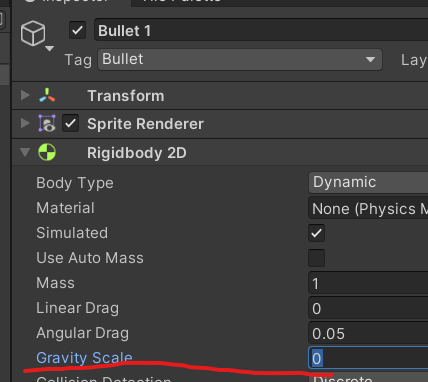 Bullet 1
Tag Bullet Lay
Transform
Sprite Renderer
Rigidbody 2D
Body Type Dynamic
Material None (Physics M
Simulated
Use Auto Mass
Mass 1
Linear Drag 0
Angular Drag 0.05
Gravity Scale 0
Collision Detection Discrete